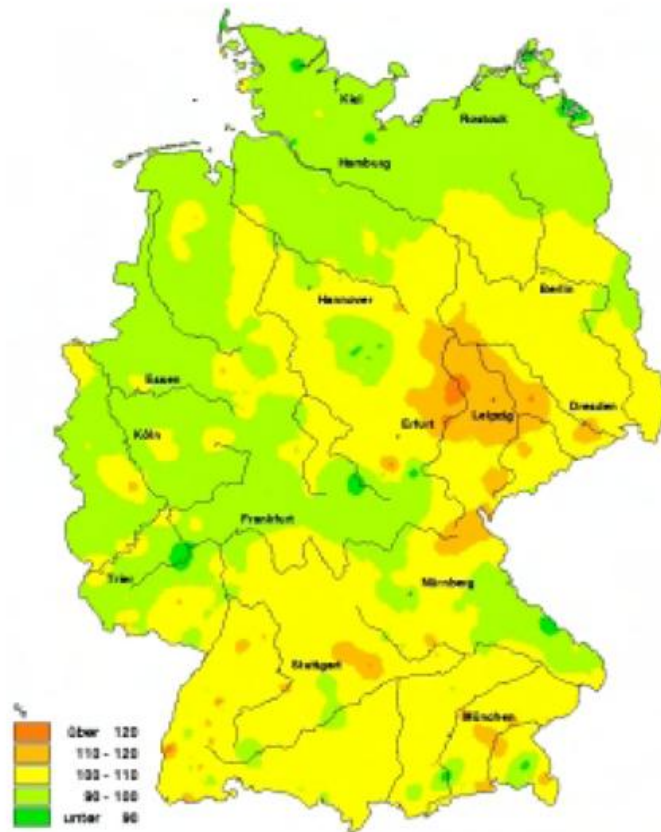 Kiel
Rostock
Hamburg
Berlin
Hannover
Essen
Leipzig
Dresden
Erfurt
Köln
Frankfurt
Trier
Nürnberg
Stuttgart
München
%
über 120
110 - 120
100 - 110
90 - 100
unter 90